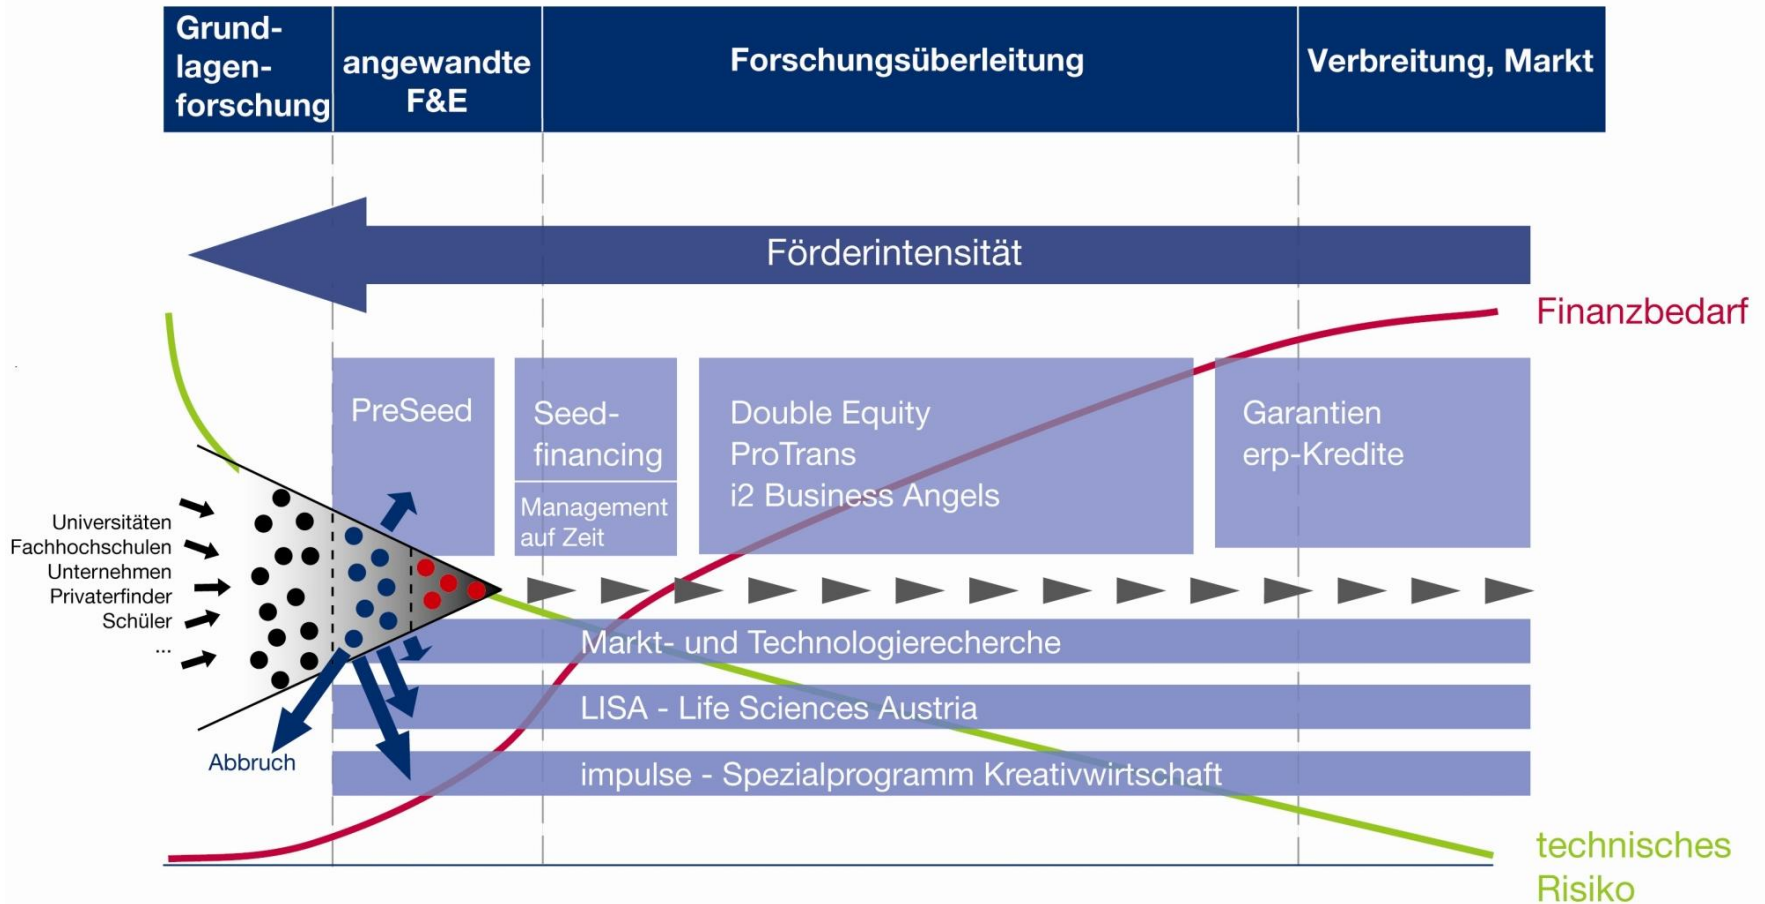 Grund-
lagen-
forschung
angewandte
F&E
Forschungsüberleitung
Verbreitung, Markt
Förderintensität
Finanzbedarf
PreSeed
Seed-
financing
Management
auf Zeit
Double Equity
ProTrans
i2 Business Angels
Garantien
erp-Kredite
Universitäten
Fachhochschulen
Unternehmen
Privaterfinder
Schüler
...
Markt- und Technologierecherche
LISA - Life Sciences Austria
Abbruch
impulse - Spezialprogramm Kreativwirtschaft
technisches
Risiko